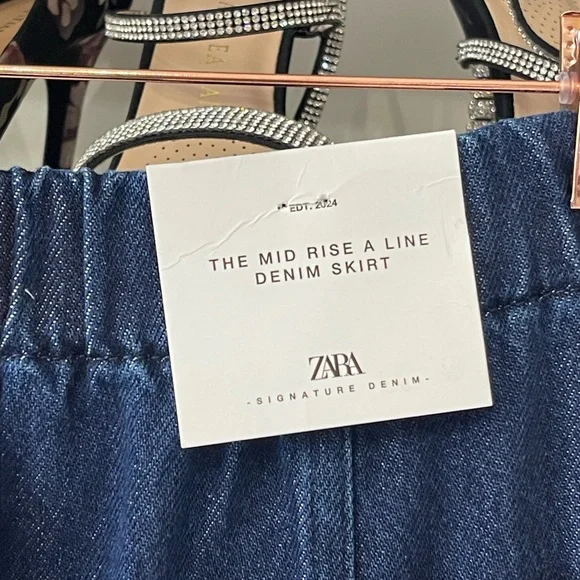 EDT. 2024
THE MID RISE A LINE
DENIM SKIRT
ZARA
-SIGNATURE DENIM-